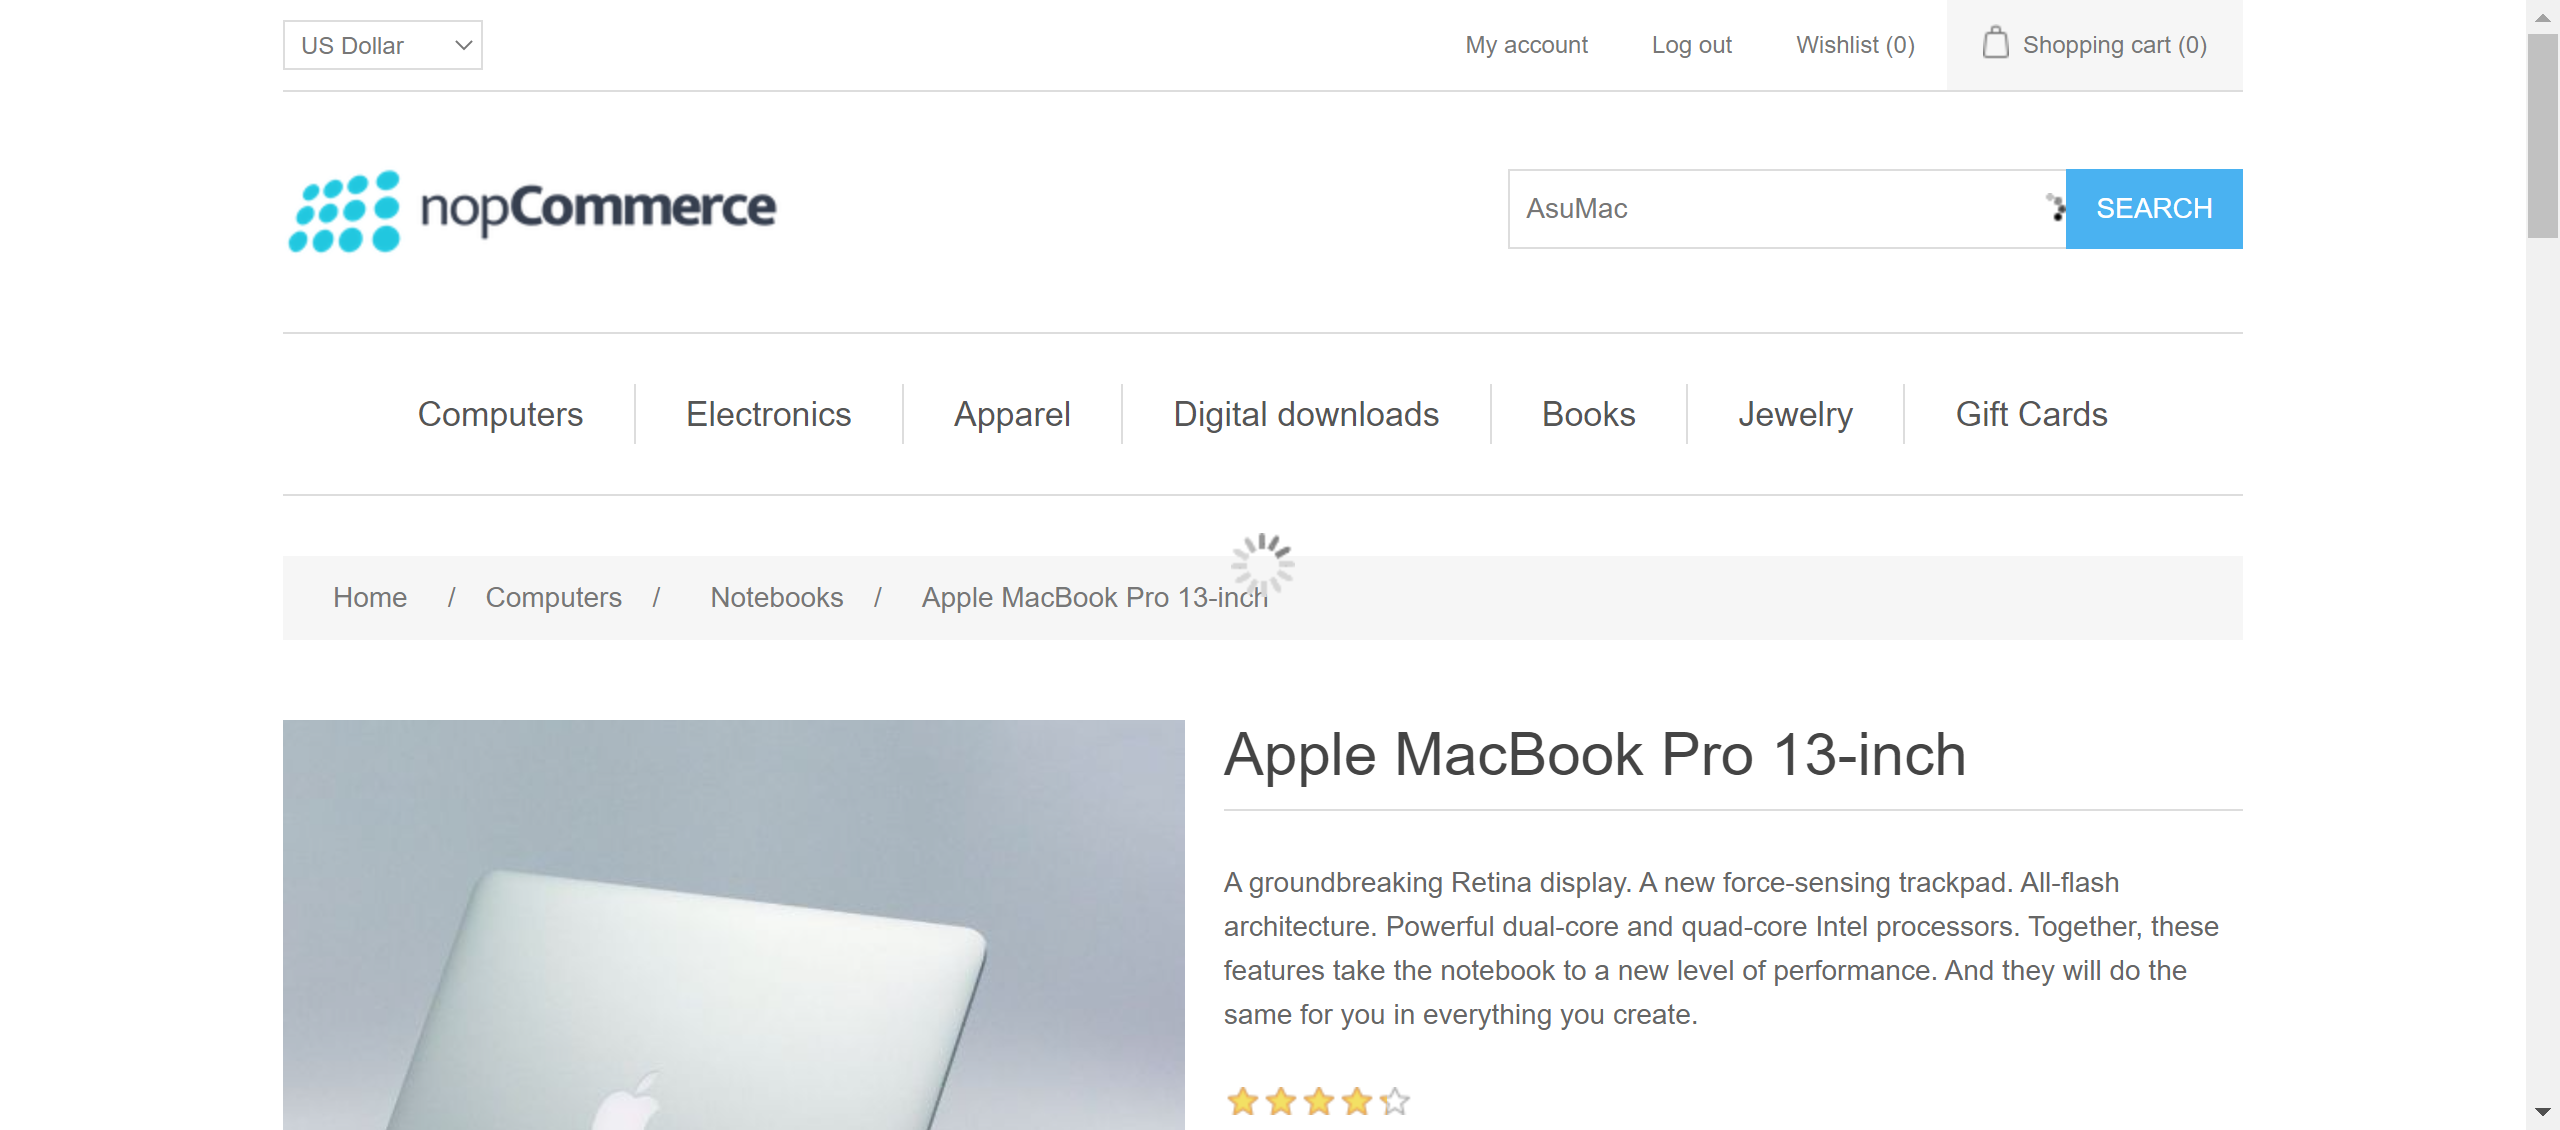 US Dollar
My account
Log out
Wishlist (0)
Shopping cart (0)
nopCommerce
AsuMac
SEARCH
Computers
Electronics
Apparel
Digital downloads
Books
Jewelry
Gift Cards
Home / Computers / Notebooks / Apple MacBook Pro 13-inch
Apple MacBook Pro 13-inch
A groundbreaking Retina display. A new force-sensing trackpad. All-flash
architecture. Powerful dual-core and quad-core Intel processors. Together, these
features take the notebook to a new level of performance. And they will do the
same for you in everything you create.